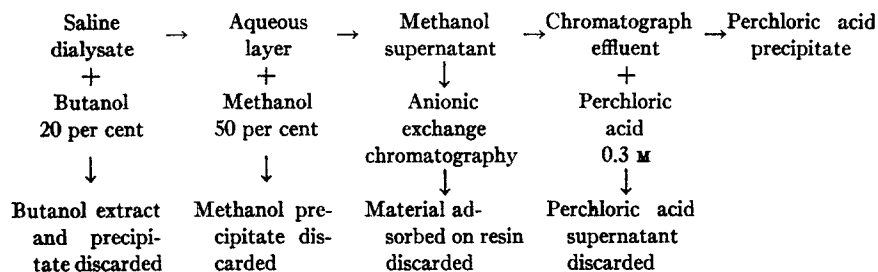 Saline dialysate → Aqueous layer → Methanol supernatant → Chromatograph effluent → Perchloric acid precipitate
+ + ↓ +
Butanol 20 per cent
Methanol 50 per cent
Anionic exchange chromatography
Perchloric acid 0.3 M
↓ ↓ ↓ ↓
Butanol extract
and precipi-
tate discarded
Methanol pre-
cipitate dis-
carded
Material ad-
sorbed on resin
discarded
Perchloric acid
supernatant
discarded